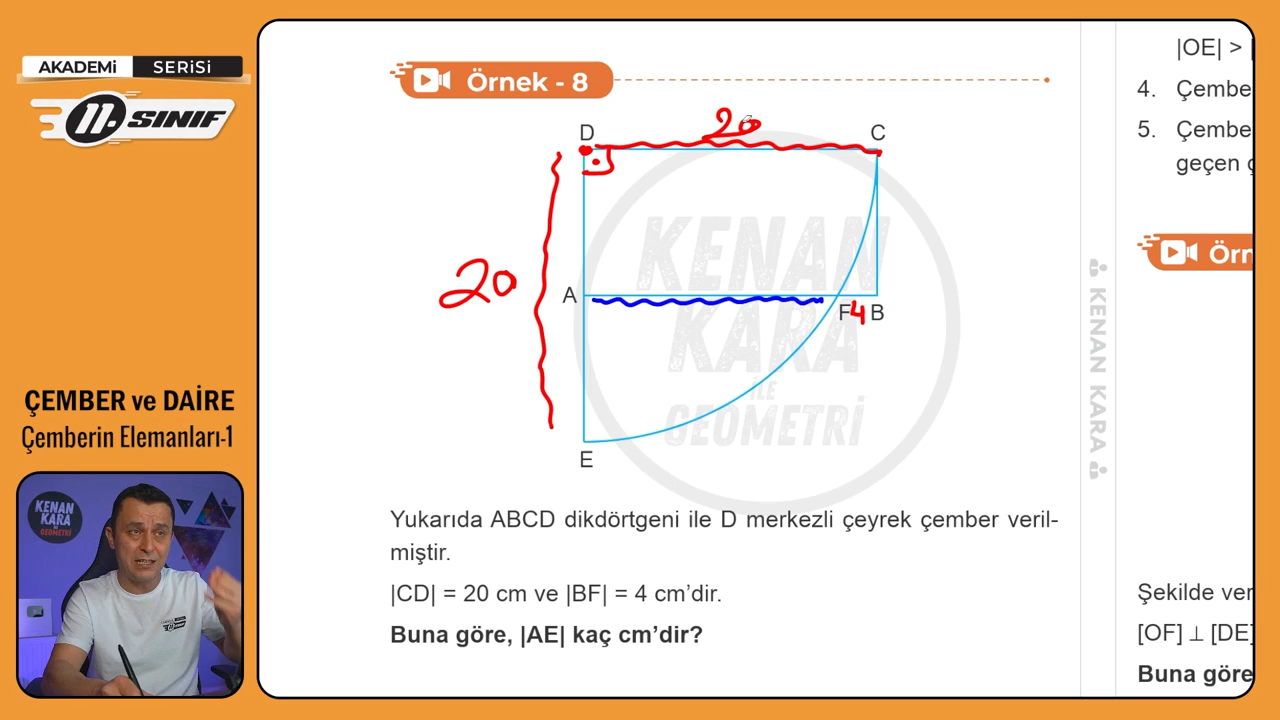 AKADEMİ SERİSİ
11. SINIF
ÇEMBER ve DAİRE
Çemberin Elemanları-1
KENAN
KARA
İLE
GEOMETRİ
Örnek - 8
20
D
C
20
A
F
4
B
E
KENAN
KARA
İLE
GEOMETRİ
Yukarıda ABCD dikdörtgeni ile D merkezli çeyrek çember veril-
miştir.
|CD| = 20 cm ve |BF| = 4 cm’dir.
Buna göre, |AE| kaç cm’dir?
KENAN KARA
|OE| > |
4. Çembe
5. Çembe
geçen ç
Örn
Şekilde ver
[OF] ⊥ [DE]
Buna göre